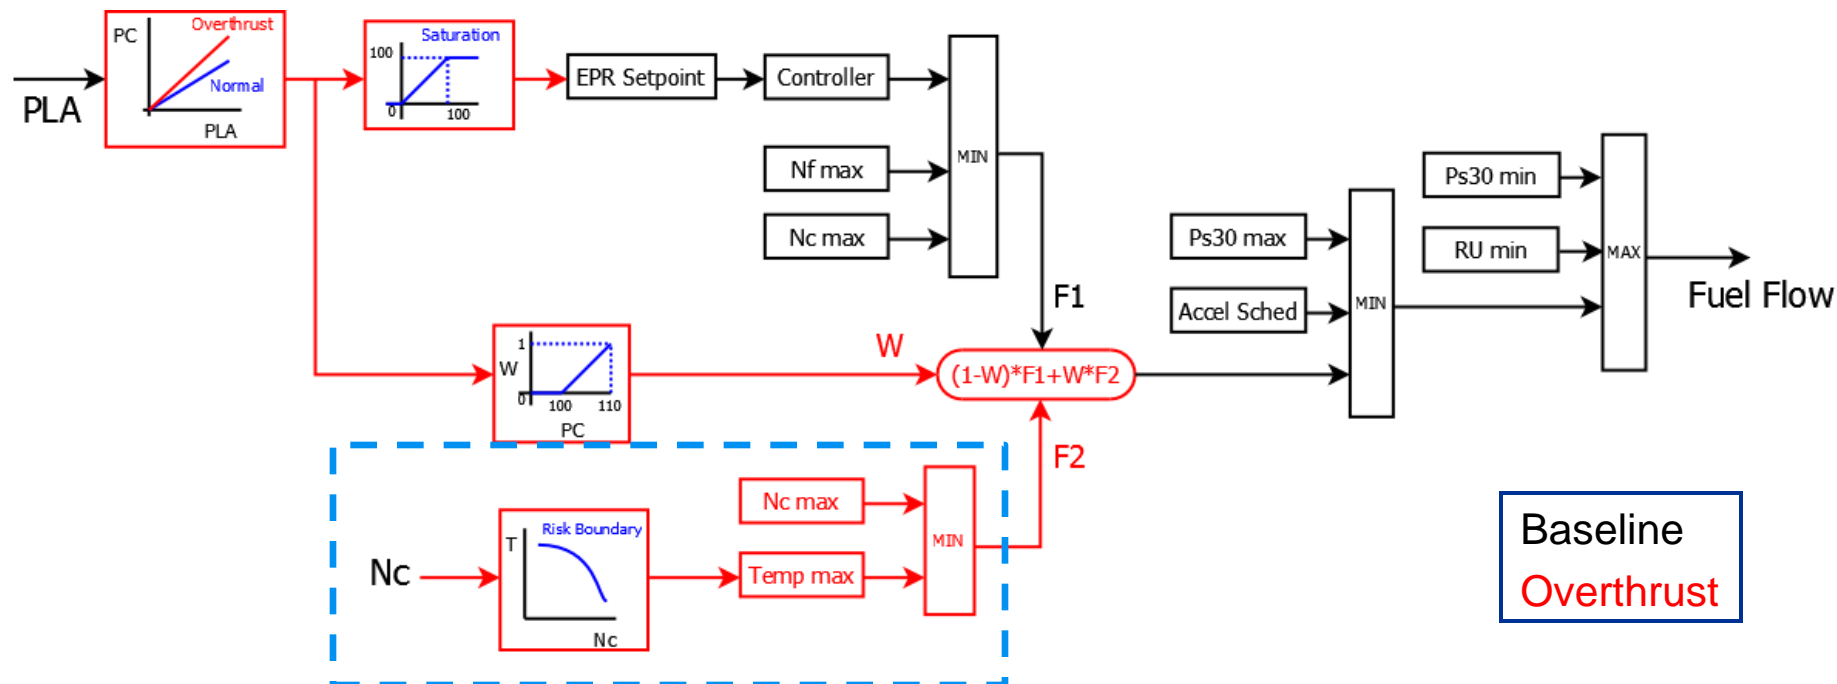 PC
Overthrust
Normal
PLA
PLA
Saturation
100
0
100
EPR Setpoint
Controller
Nf max
Nc max
MIN
F1
Ps30 max
Accel Sched
MIN
Ps30 min
RU min
MAX
Fuel Flow
1
W
0
100
110
PC
W
(1-W)*F1+W*F2
F2
Nc
T
Risk Boundary
Nc
Nc max
Temp max
MIN
Baseline
Overthrust